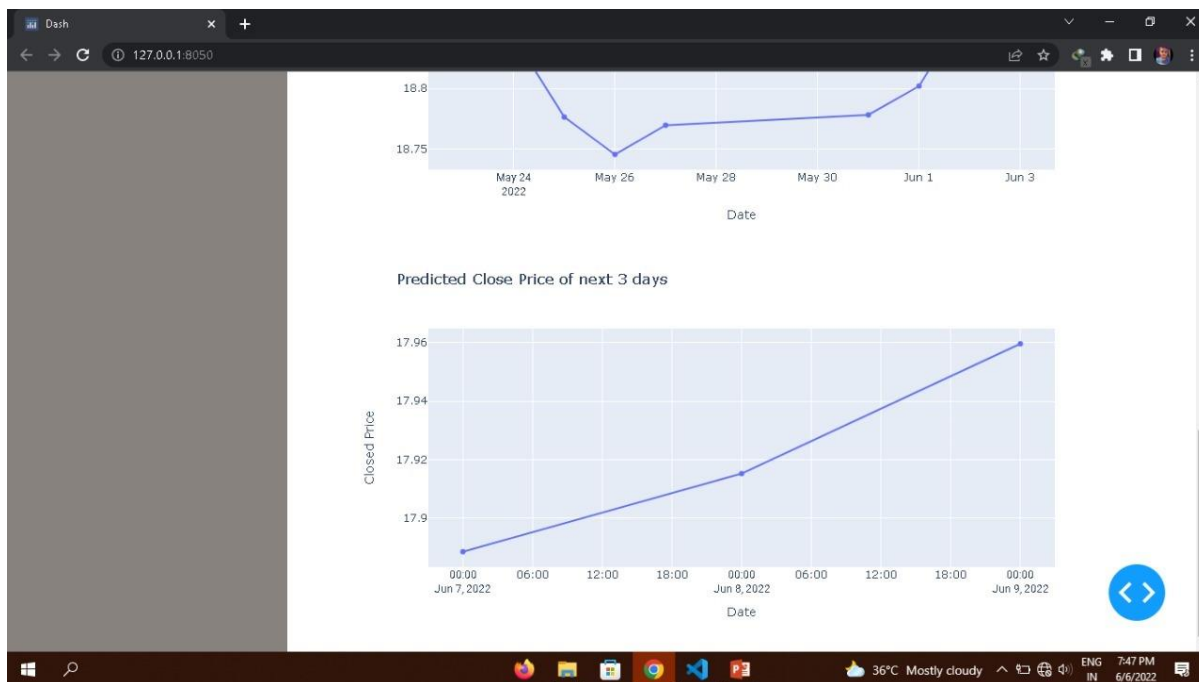 Dash
127.0.0.1:8050
18.8
18.75
May 24 May 26 May 28 May 30 Jun 1 Jun 3
2022
Date
Predicted Close Price of next 3 days
17.96
17.94
17.92
17.9
Closed Price
00:00 06:00 12:00 18:00 00:00 06:00 12:00 18:00 00:00
Jun 7, 2022 Jun 8, 2022 Jun 9, 2022
Date
36°C Mostly cloudy
ENG
IN
7:47 PM
6/6/2022